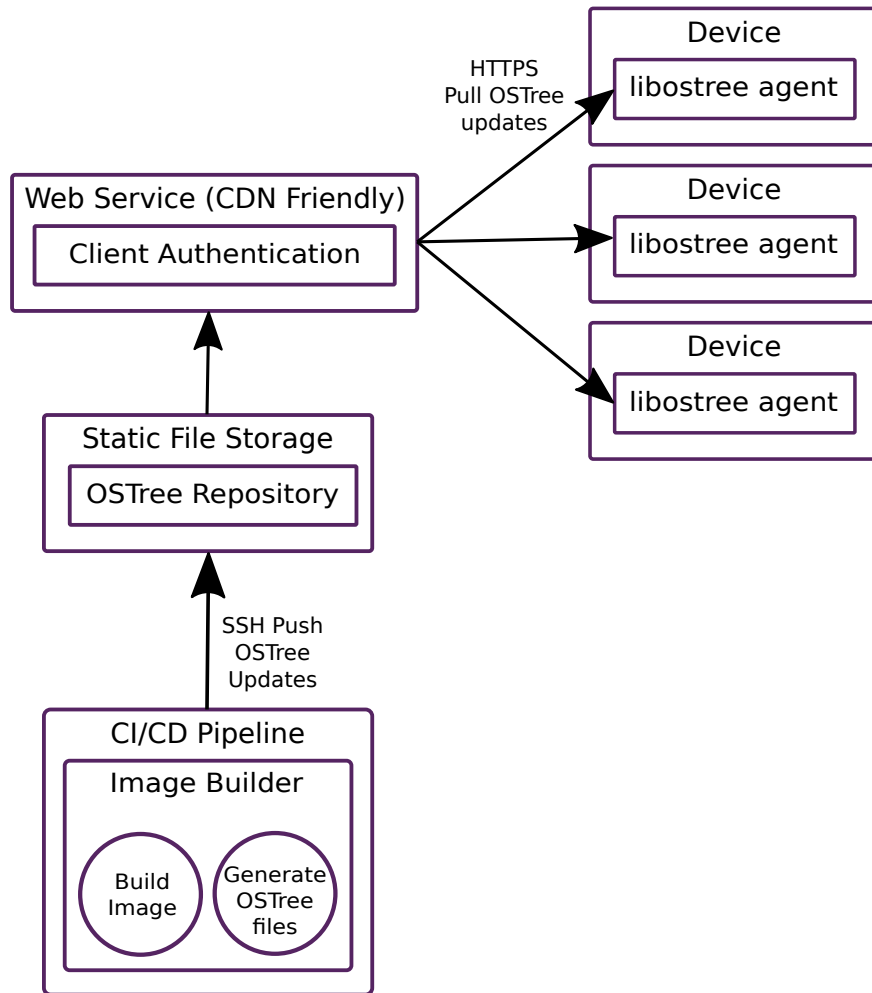 Device
libostree agent
HTTPS
Pull OSTree
updates
Device
libostree agent
Web Service (CDN Friendly)
Client Authentication
Device
libostree agent
Static File Storage
OSTree Repository
SSH Push
OSTree
Updates
CI/CD Pipeline
Image Builder
Build
Image
Generate
OSTree
files